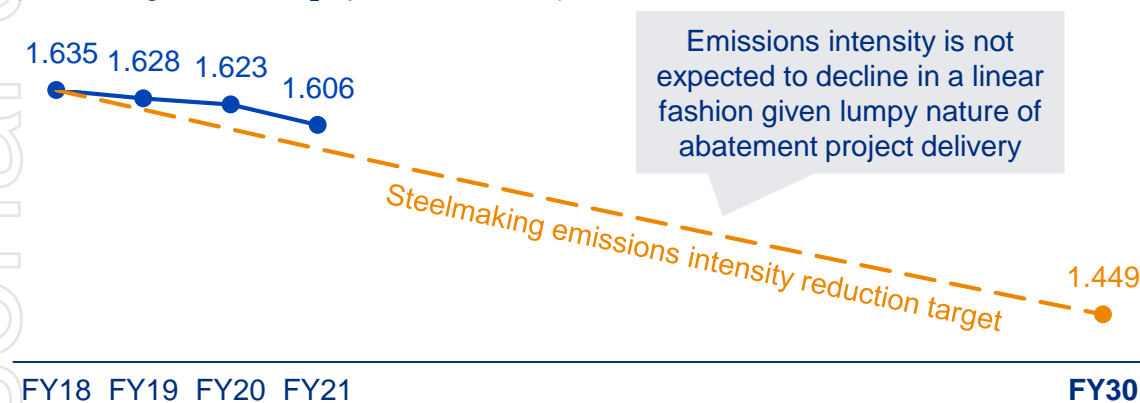 1.635 1.628 1.623
1.606
Emissions intensity is not
expected to decline in a linear
fashion given lumpy nature of
abatement project delivery
Steelmaking emissions intensity reduction target
1.449
FY18 FY19 FY20 FY21 FY30